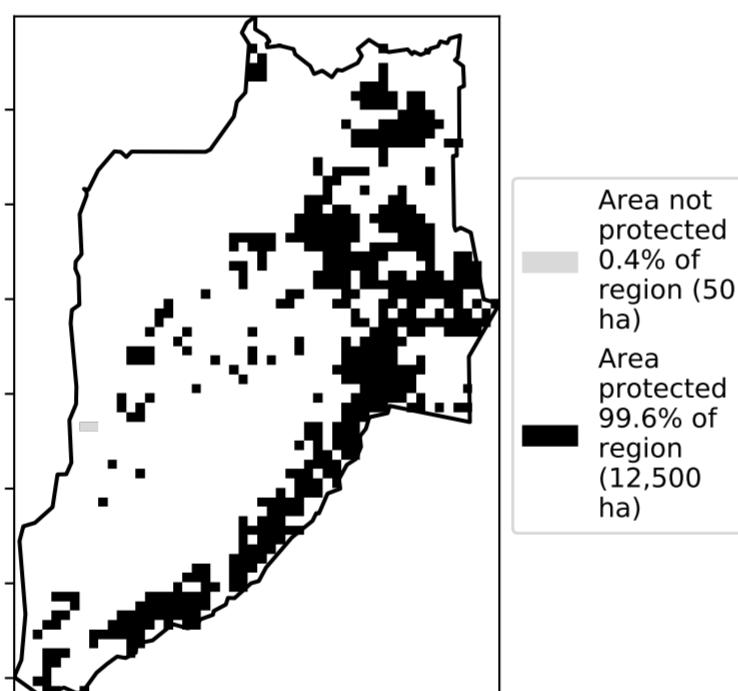 Area not
protected
0.4% of
region (50
ha)
Area
protected
99.6% of
region
(12,500
ha)